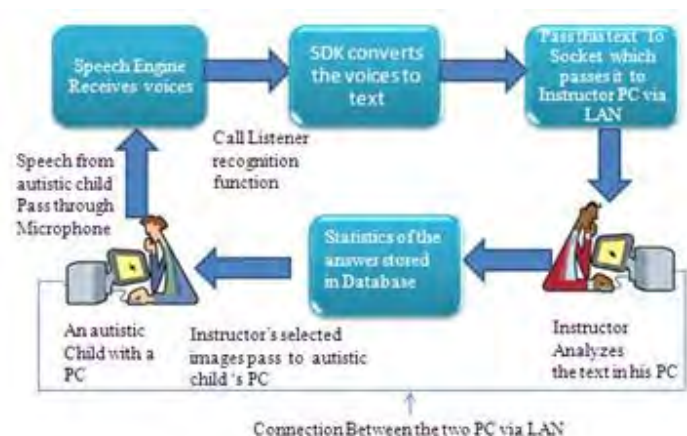 Speech Engine
Receives voices
SDK converts
the voices to
text
Pass this text To
Socket which
passes it to
Instructor PC via
LAN
Speech from
autistic child
Pass through
Microphone
Call Listener
recognition
function
Statistics of the
answer stored
in Database
An autistic
Child with a
PC
Instructor's selected
images pass to autistic
child 's PC
Instructor
Analyzes
the text in his PC
Connection Between the two PC via LAN